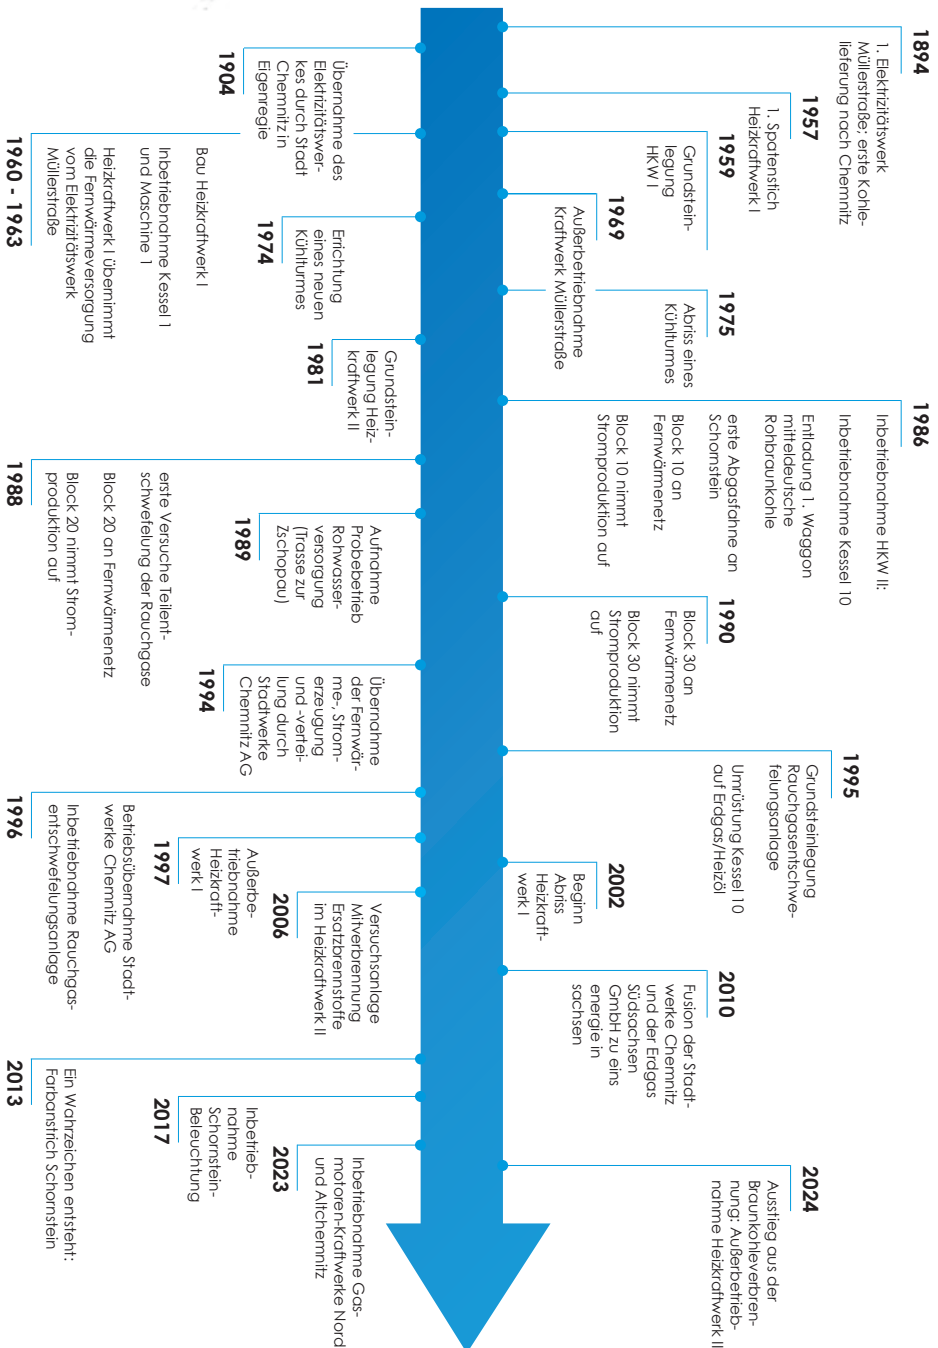 1894
1. Elektrizitätswerk
Müllerstraße; erste Kohle-
lieferung nach Chemnitz
1904
Übernahme des
Elektrizitätswer-
kes durch Stadt
Chemnitz in
Eigenregie
1957
1. Spatenstich
Heizkraftwerk I
1959
Grundstein-
legung
HKW I
1960 - 1963
Bau Heizkraftwerk I
Inbetriebnahme Kessel 1
und Maschine 1
Heizkraftwerk I übernimmt
die Fernwärmeversorgung
vom Elektrizitätswerk
Müllerstraße
1969
Außerbetriebnahme
Kraftwerk Müllerstraße
1974
Errichtung
eines neuen
Kühlturmes
1975
Abriss eines
Kühlturmes
1981
Grundstein-
legung Heiz-
kraftwerk II
1986
Inbetriebnahme HKW II:
Inbetriebnahme Kessel 10
Entladung 1. Waggon
mitteldeutsche
Rohbraunkohle
erste Abgasfahne an
Schornstein
Block 10 an
Fernwärmenetz
Block 10 nimmt
Stromproduktion auf
1988
erste Versuche Teilent-
schwefelung der Rauchgase
Block 20 an Fernwärmenetz
Block 20 nimmt Strom-
produktion auf
1989
Aufnahme
Probebetrieb
Rohwasser-
versorgung
(Trasse zur
Zschopau)
1990
Block 30 an
Fernwärmenetz
Block 30 nimmt
Stromproduktion
auf
1994
Übernahme
der Fernwär-
me-, Strom-
erzeugung
und -vertei-
lung durch
Stadtwerke
Chemnitz AG
1995
Grundsteinlegung
Rauchgasentschwe-
felungsanlage
Umrüstung Kessel 10
auf Erdgas/Heizöl
1996
Betriebsübernahme Stadt-
werke Chemnitz AG
Inbetriebnahme Rauchgas-
entschwefelungsanlage
1997
Außerbe-
triebnahme
Heizkraft-
werk I
2002
Beginn
Abriss
Heizkraft-
werk I
2006
Versuchsanlage
Mitverbrennung
Ersatzbrennstoffe
im Heizkraftwerk II
2010
Fusion der Stadt-
werke Chemnitz
und der Erdgas
Südsachsen
GmbH zu eins
energie in
sachsen
2013
Ein Wahrzeichen entsteht:
Farbanstrich Schornstein
2017
Inbetrieb-
nahme
Schornstein-
Beleuchtung
2023
Inbetriebnahme Gas-
motoren-Kraftwerke Nord
und Altchemnitz
2024
Ausstieg aus der
Braunkohleverbren-
nung: Außerbetrieb-
nahme Heizkraftwerk II